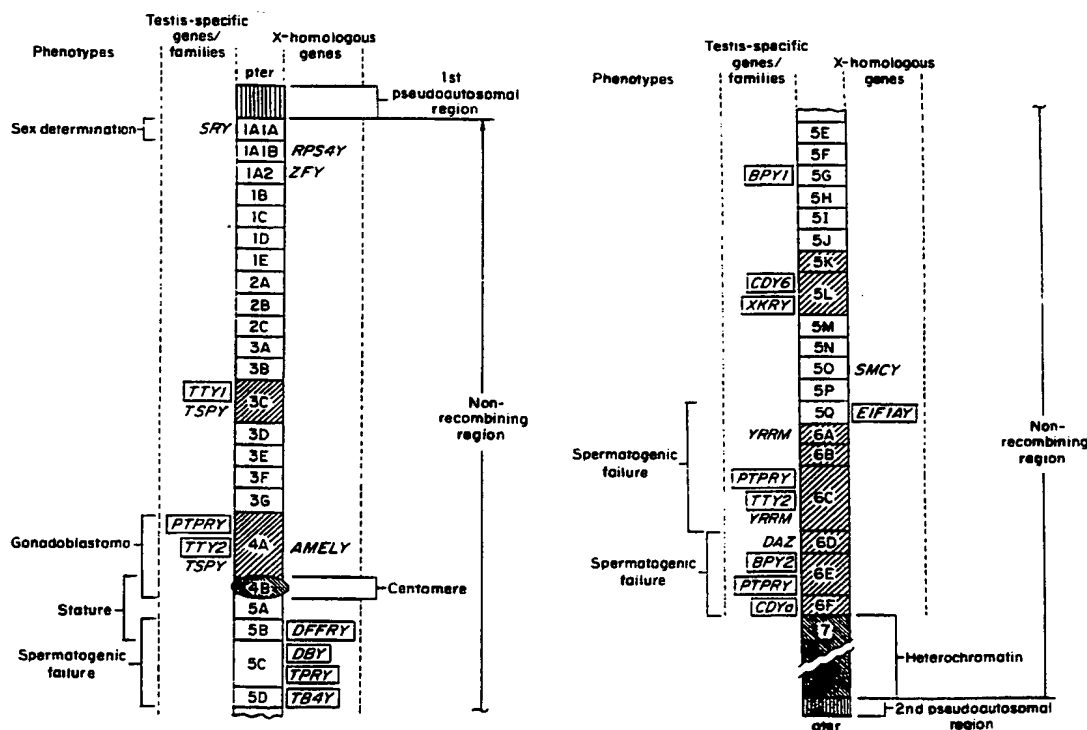 Testis-specific
genes/
families
X-homologous
genes
Phenotypes
pter
1st
pseudoautosomal
region
Sex determination
SRY
1A1A
1A1B
RPS4Y
1A2
ZFY
1B
1C
1D
1E
2A
2B
2C
3A
3B
TTY1
3C
TSPY
3D
3E
3F
3G
Non-
recombining
region
PTPRY
Gonadoblastoma
TTY2
4A
AMELY
TSPY
4B
Centamere
Stature
5A
5B
DFFRY
Spermatogenic
failure
5C
DBY
TPRY
5D
TB4Y
Testis-specific
genes/
families
X-homologous
genes
Phenotypes
5E
5F
BPY1
5G
5H
5I
5J
5K
CDY6
5L
XKRY
5M
5N
5O
SMCY
5P
5Q
EIF1AY
YRRM
6A
6B
Spermatogenic
failure
PTPRY
TTY2
6C
YRRM
Non-
recombining
region
DAZ
6D
Spermatogenic
failure
BPY2
6E
PTPRY
CDYa
6F
7
Heterochromatin
2nd pseudoautosomal
region
qter